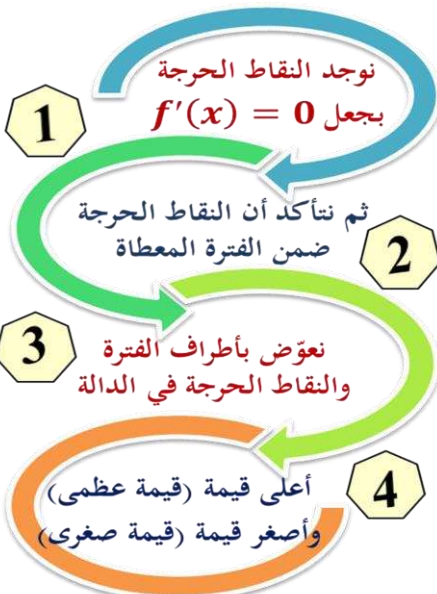 نوجد النقاط الحرجة
بجعل f'(x) = 0
1
ثم نتأكد أن النقاط الحرجة
ضمن الفترة المعطاة
2
نعوّض بأطراف الفترة
والنقاط الحرجة في الدالة
3
أعلى قيمة (قيمة عظمى)
وأصغر قيمة (قيمة صغرى)
4